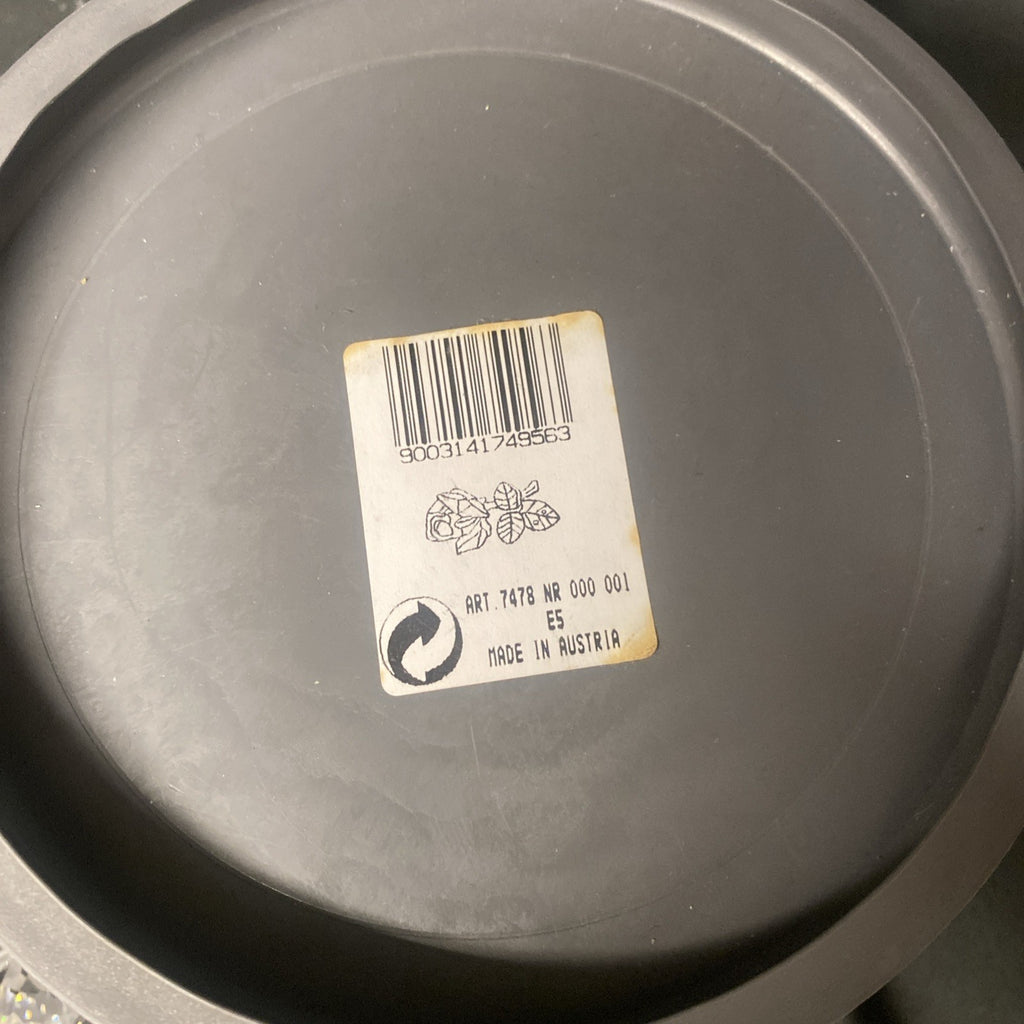 9003141749563
ART.7478 NR 000 001
E5
MADE IN AUSTRIA